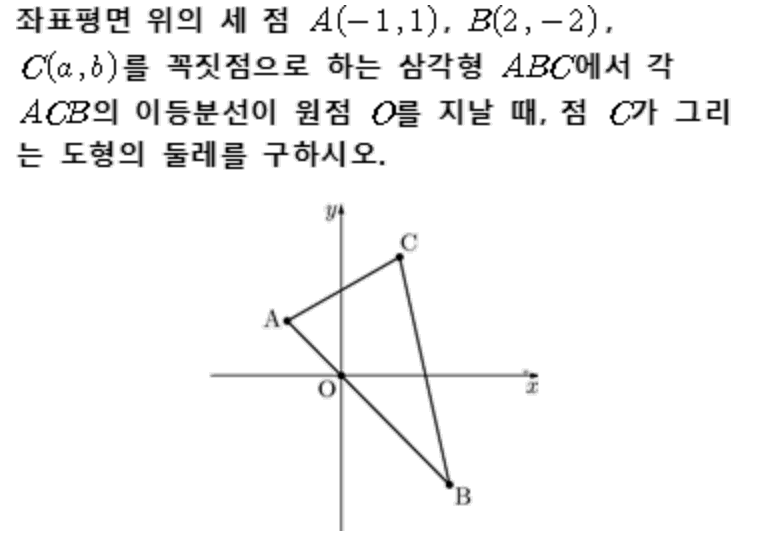 좌표평면 위의 세 점 A(−1,1), B(2,−2),
C(a,b)를 꼭짓점으로 하는 삼각형 ABC에서 각
ACB의 이등분선이 원점 O를 지날 때, 점 C가 그리
는 도형의 둘레를 구하시오.
y
C
A
O
x
B